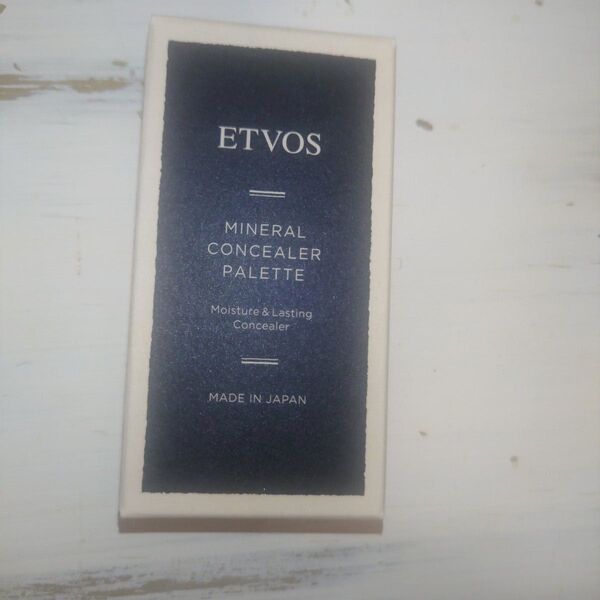 ETVOS
MINERAL
CONCEALER
PALETTE
Moisture & Lasting
Concealer
MADE IN JAPAN